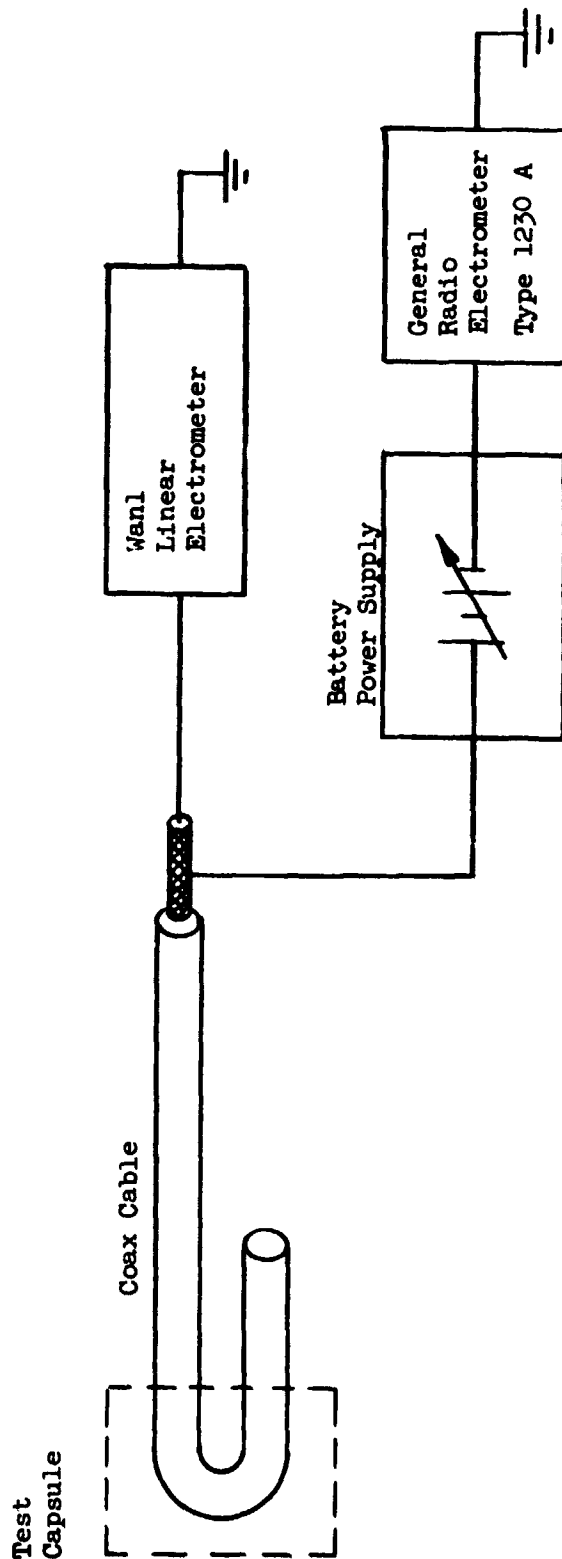 Test
Capsule
Coax Cable
Wanl
Linear
Electrometer
Battery
Power Supply
General
Radio
Electrometer
Type 1230 A